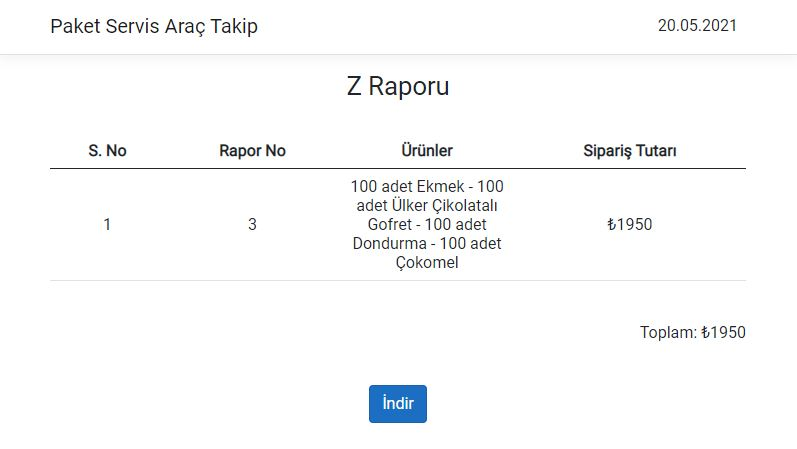 Paket Servis Araç Takip
20.05.2021
Z Raporu
S. No Rapor No Ürünler Sipariş Tutarı
100 adet Ekmek - 100
adet Ülker Çikolatalı
1 3 Gofret - 100 adet ₺1950
Dondurma - 100 adet
Çokomel
Toplam: ₺1950
İndir